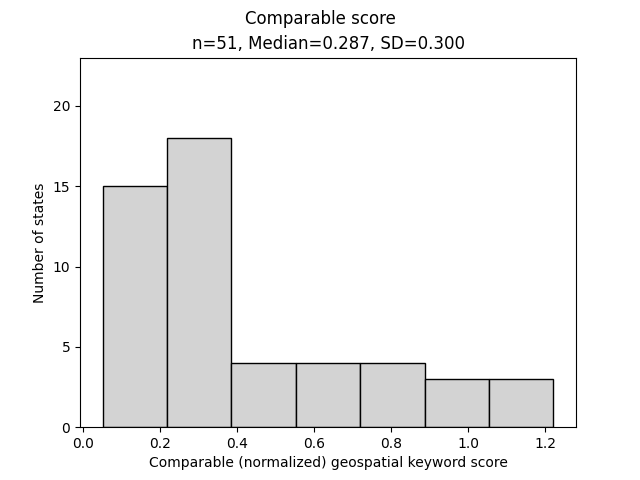 Comparable score
n=51, Median=0.287, SD=0.300
20
15
10
5
0
Number of states
0.0 0.2 0.4 0.6 0.8 1.0 1.2
Comparable (normalized) geospatial keyword score